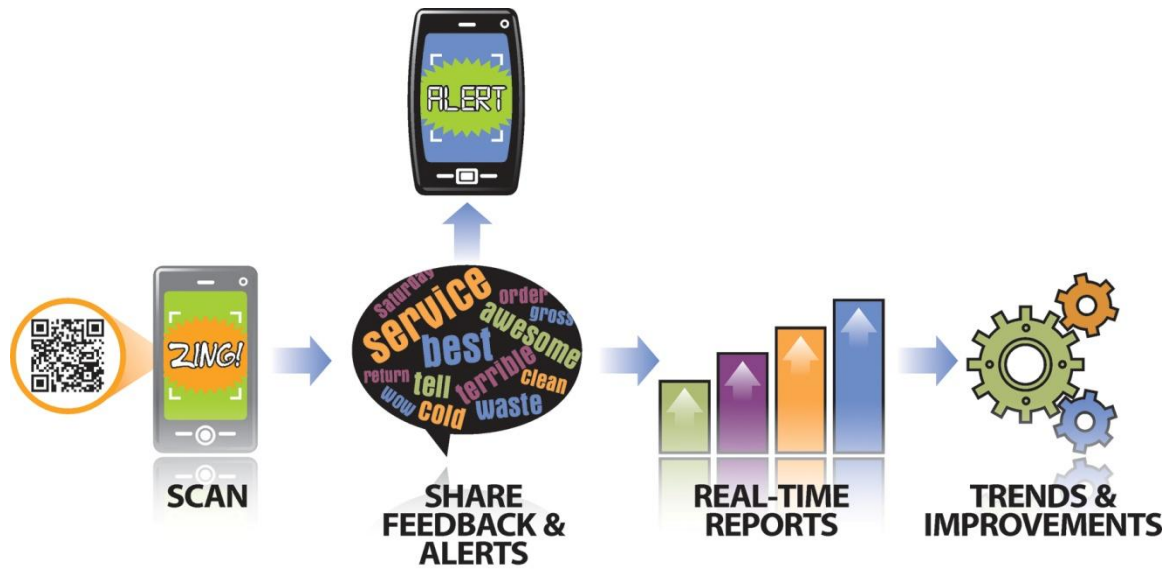 ALERT
ZING!
saturday
service
order
gross
awesome
best
return
tell
terrible
clean
wow
cold
waste
SCAN
SHARE
FEEDBACK &
ALERTS
REAL-TIME
REPORTS
TRENDS &
IMPROVEMENTS